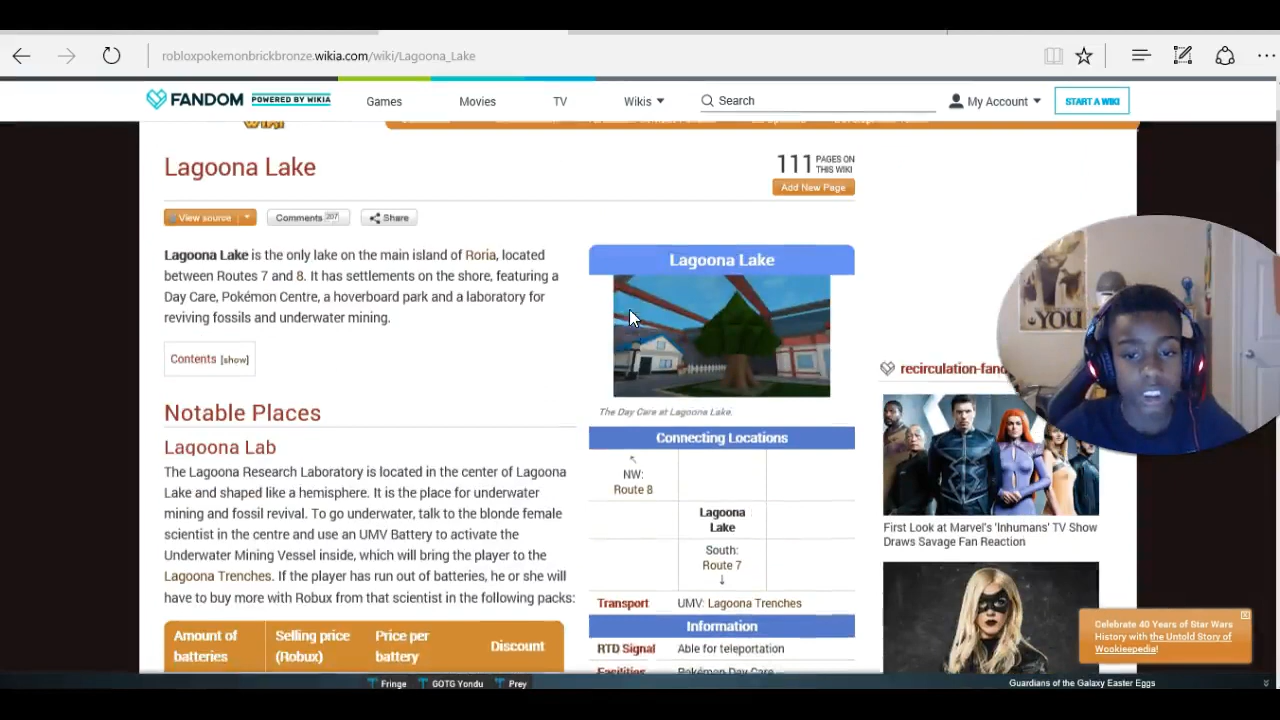 robloxpokemonbrickbronze.wikia.com/wiki/Lagoona_Lake
FANDOM POWERED BY WIKIA
Games
Movies
TV
Wikis
Search
My Account
START A WIKI
Lagoona Lake
111 PAGES ON THIS WIKI
Add New Page
View source
Comments 207
Share
Lagoona Lake is the only lake on the main island of Roria, located
between Routes 7 and 8. It has settlements on the shore, featuring a
Day Care, Pokémon Centre, a hoverboard park and a laboratory for
reviving fossils and underwater mining.
Contents [show]
Notable Places
Lagoona Lab
The Lagoona Research Laboratory is located in the center of Lagoona
Lake and shaped like a hemisphere. It is the place for underwater
mining and fossil revival. To go underwater, talk to the blonde female
scientist in the centre and use an UMV Battery to activate the
Underwater Mining Vessel inside, which will bring the player to the
Lagoona Trenches. If the player has run out of batteries, he or she will
have to buy more with Robux from that scientist in the following packs:
Amount of batteries
Selling price (Robux)
Price per battery
Discount
Lagoona Lake
The Day Care at Lagoona Lake.
Connecting Locations
NW:
Route 8
Lagoona
Lake
South:
Route 7
Transport UMV: Lagoona Trenches
Information
RTD Signal Able for teleportation
Facilities Pokémon Day Care
recirculation-fand
YOU
First Look at Marvel's 'Inhumans' TV Show
Draws Savage Fan Reaction
Celebrate 40 Years of Star Wars
History with the Untold Story of
Wookieepedia!
Fringe
GOTG Yondu
Prey
Guardians of the Galaxy Easter Eggs